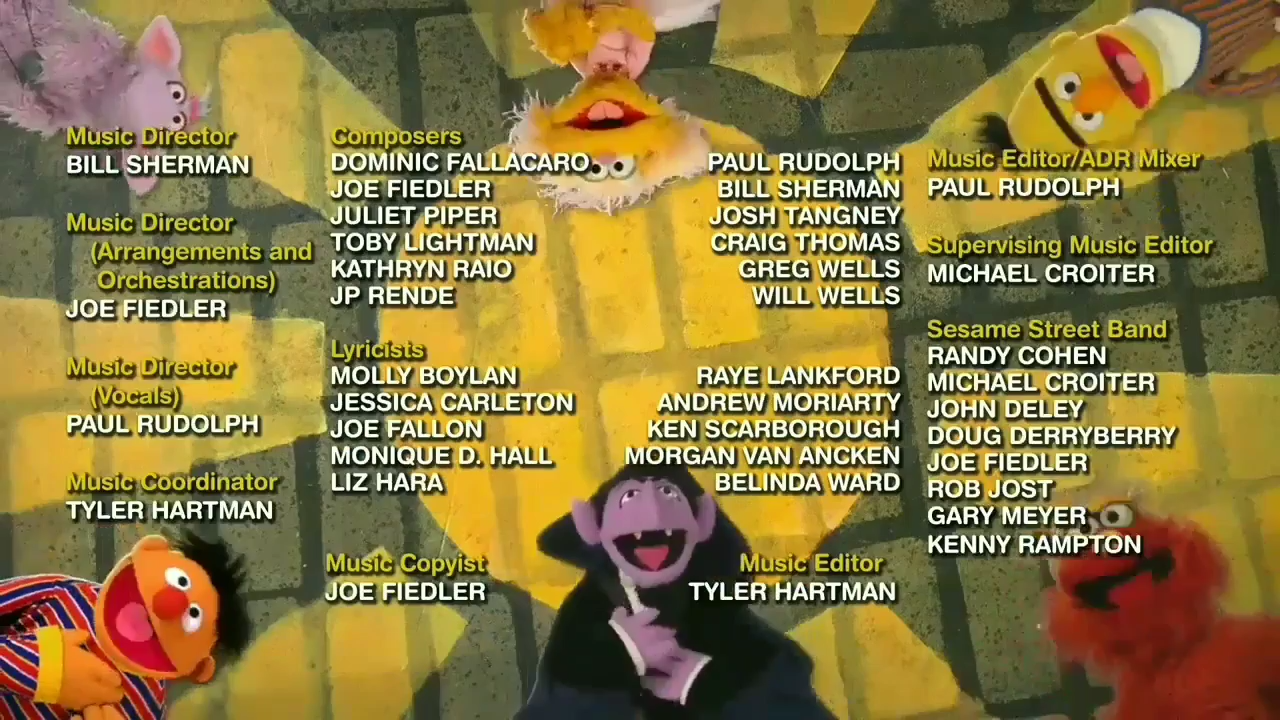 Music Director
BILL SHERMAN
Music Director
(Arrangements and
Orchestrations)
JOE FIEDLER
Music Director
(Vocals)
PAUL RUDOLPH
Music Coordinator
TYLER HARTMAN
Composers
DOMINIC FALLACARO
JOE FIEDLER
JULIET PIPER
TOBY LIGHTMAN
KATHRYN RAIO
JP RENDE
PAUL RUDOLPH
BILL SHERMAN
JOSH TANGNEY
CRAIG THOMAS
GREG WELLS
WILL WELLS
Lyricists
MOLLY BOYLAN
JESSICA CARLETON
JOE FALLON
MONIQUE D. HALL
LIZ HARA
RAYE LANKFORD
ANDREW MORIARTY
KEN SCARBOROUGH
MORGAN VAN ANCKEN
BELINDA WARD
Music Copyist
JOE FIEDLER
Music Editor
TYLER HARTMAN
Music Editor/ADR Mixer
PAUL RUDOLPH
Supervising Music Editor
MICHAEL CROITER
Sesame Street Band
RANDY COHEN
MICHAEL CROITER
JOHN DELEY
DOUG DERRYBERRY
JOE FIEDLER
ROB JOST
GARY MEYER
KENNY RAMPTON